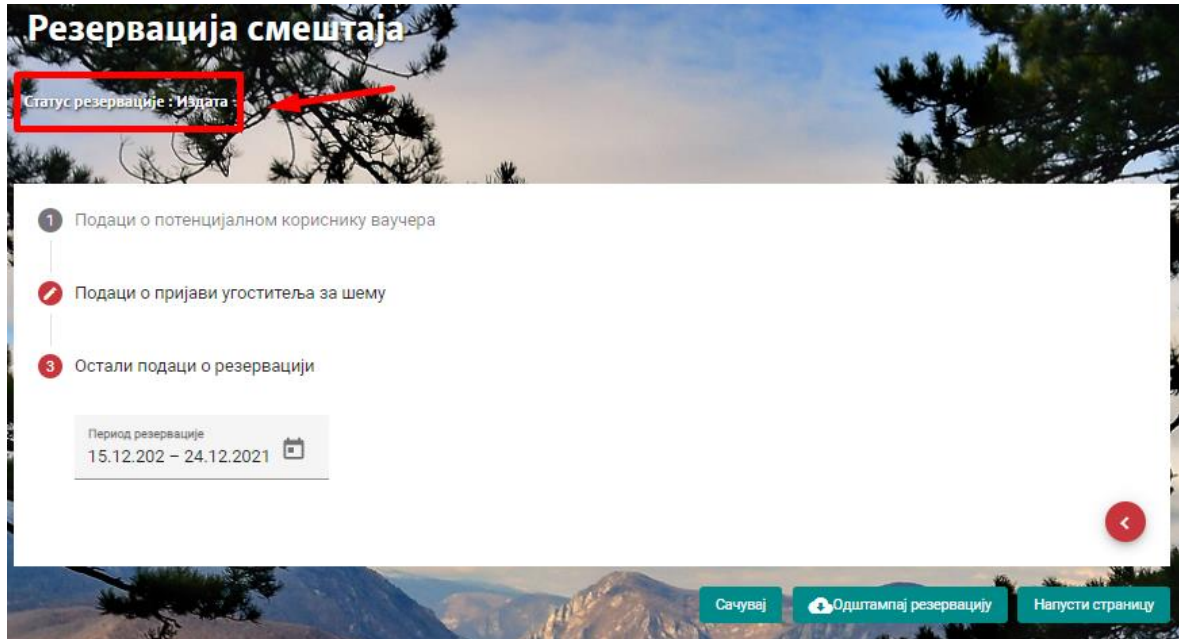 Резервација смештаја
Статус резервације : Издата
1 Подаци о потенцијалном кориснику ваучера
Подаци о пријави угоститеља за шему
3 Остали подаци о резервацији
Период резервације
15.12.202 – 24.12.2021
Сачувај Одштампај резервацију Напусти страницу